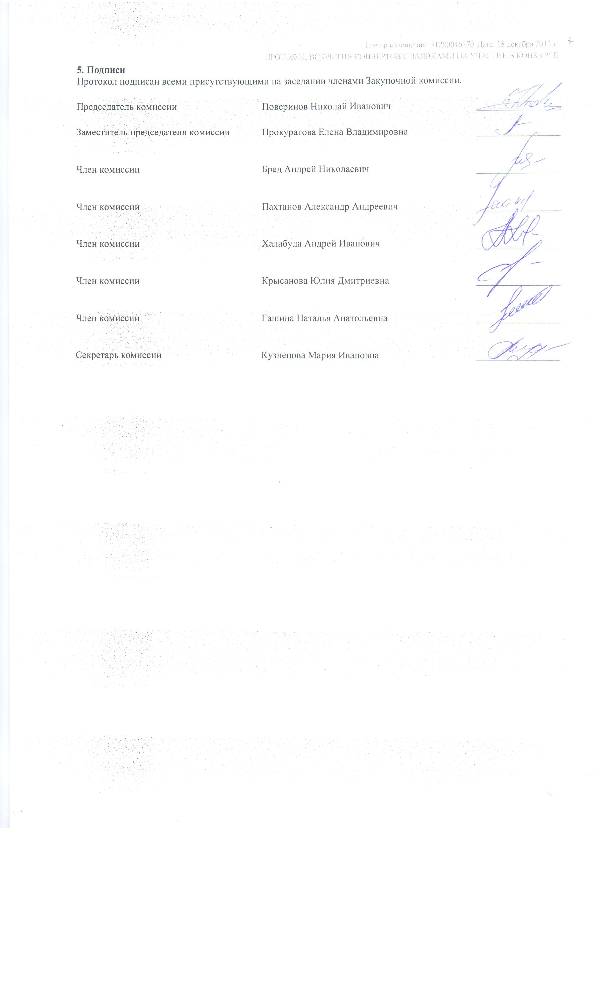 Номер извещения: 31200046370 Дата: 18 декабря 2012 г
ПРОТОКОЛ ВСКРЫТИЯ КОНВЕРТОВ С ЗАЯВКАМИ НА УЧАСТИЕ В КОНКУРСЕ
5. Подписи
Протокол подписан всеми присутствующими на заседании членами Закупочной комиссии.
Председатель комиссии Поверинов Николай Иванович
Заместитель председателя комиссии Прокуратова Елена Владимировна
Член комиссии Бред Андрей Николаевич
Член комиссии Пахтанов Александр Андреевич
Член комиссии Халабуда Андрей Иванович
Член комиссии Крысанова Юлия Дмитриевна
Член комиссии Гашина Наталья Анатольевна
Секретарь комиссии Кузнецова Мария Ивановна